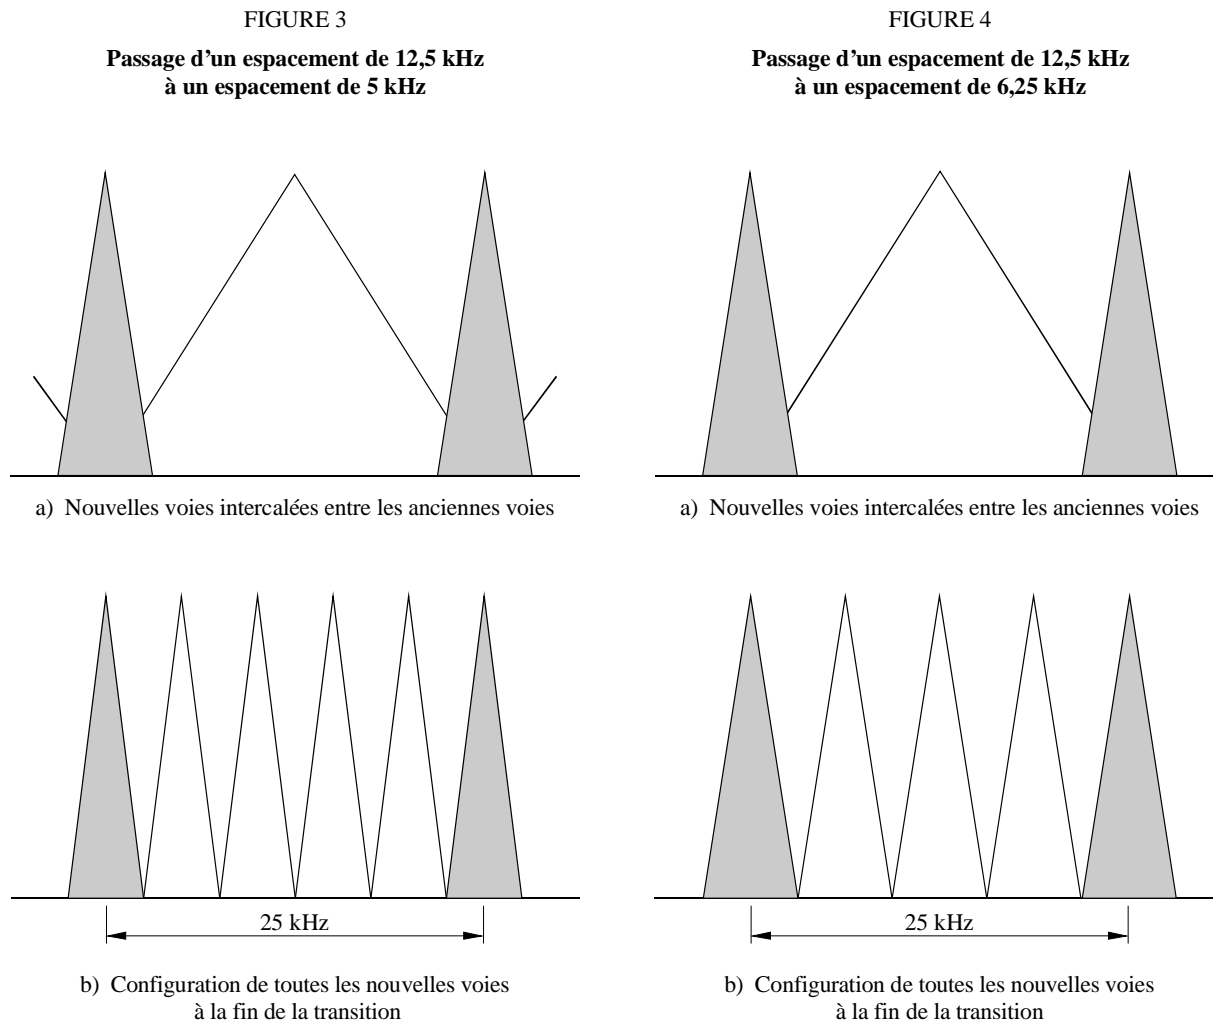 FIGURE 3
Passage d'un espacement de 12,5 kHz
à un espacement de 5 kHz
a) Nouvelles voies intercalées entre les anciennes voies
25 kHz
b) Configuration de toutes les nouvelles voies
à la fin de la transition
FIGURE 4
Passage d'un espacement de 12,5 kHz
à un espacement de 6,25 kHz
a) Nouvelles voies intercalées entre les anciennes voies
25 kHz
b) Configuration de toutes les nouvelles voies
à la fin de la transition